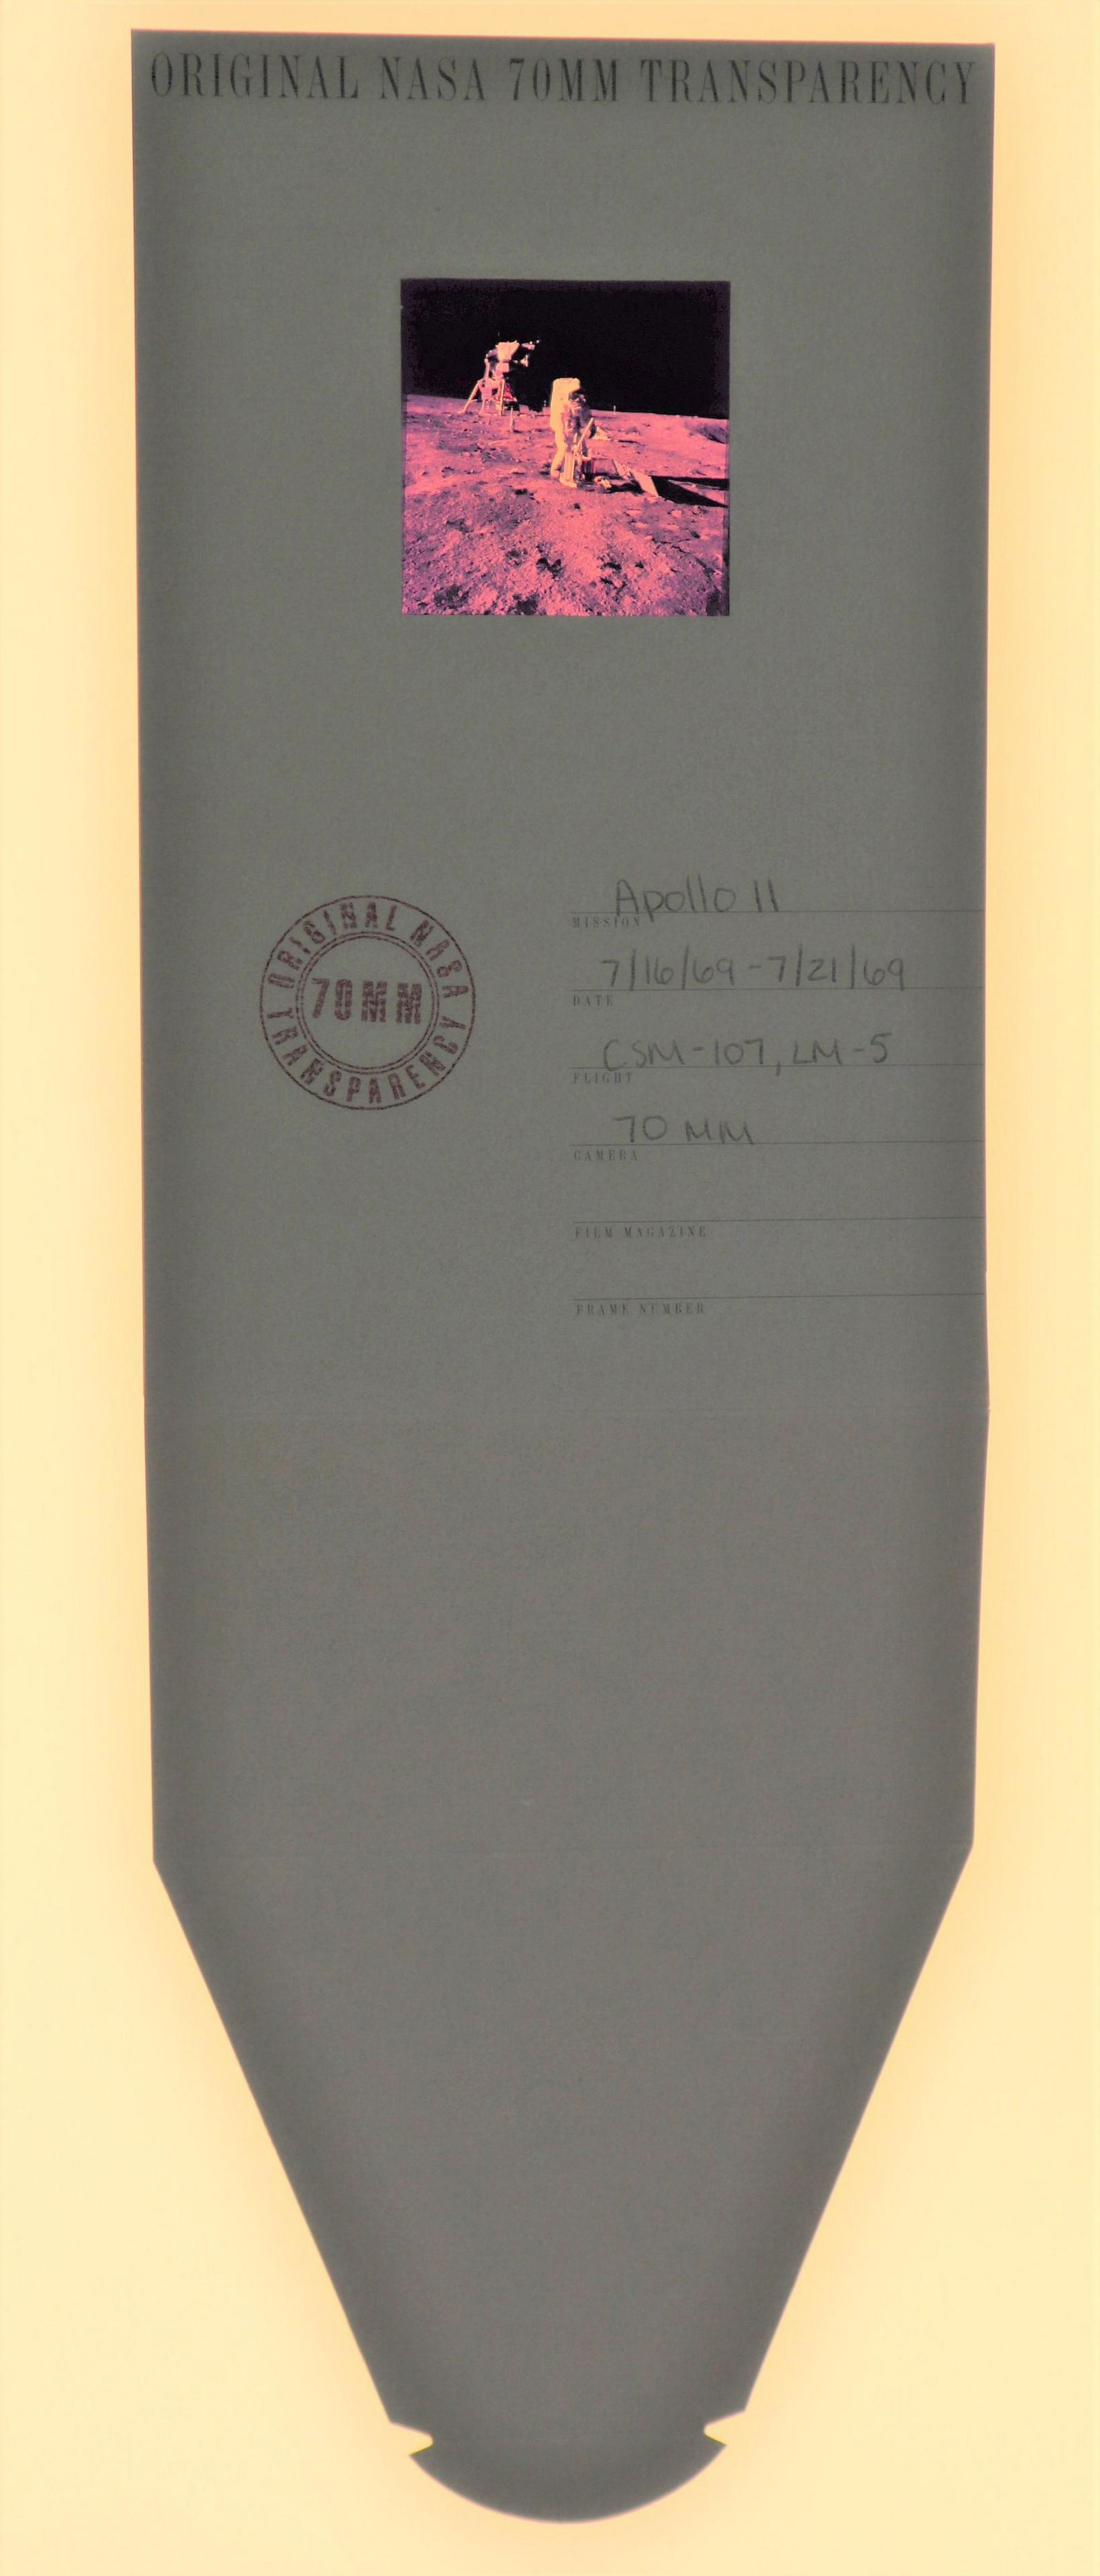 ORIGINAL NASA 70MM TRANSPARENCY
ORIGINAL NASA
70MM
TRANSPARENCY
Apollo 11
MISSION
7/16/69 - 7/21/69
DATE
CSM-107, LM-5
FLIGHT
70 MM
CAMERA
FILM MAGAZINE
FRAME NUMBER